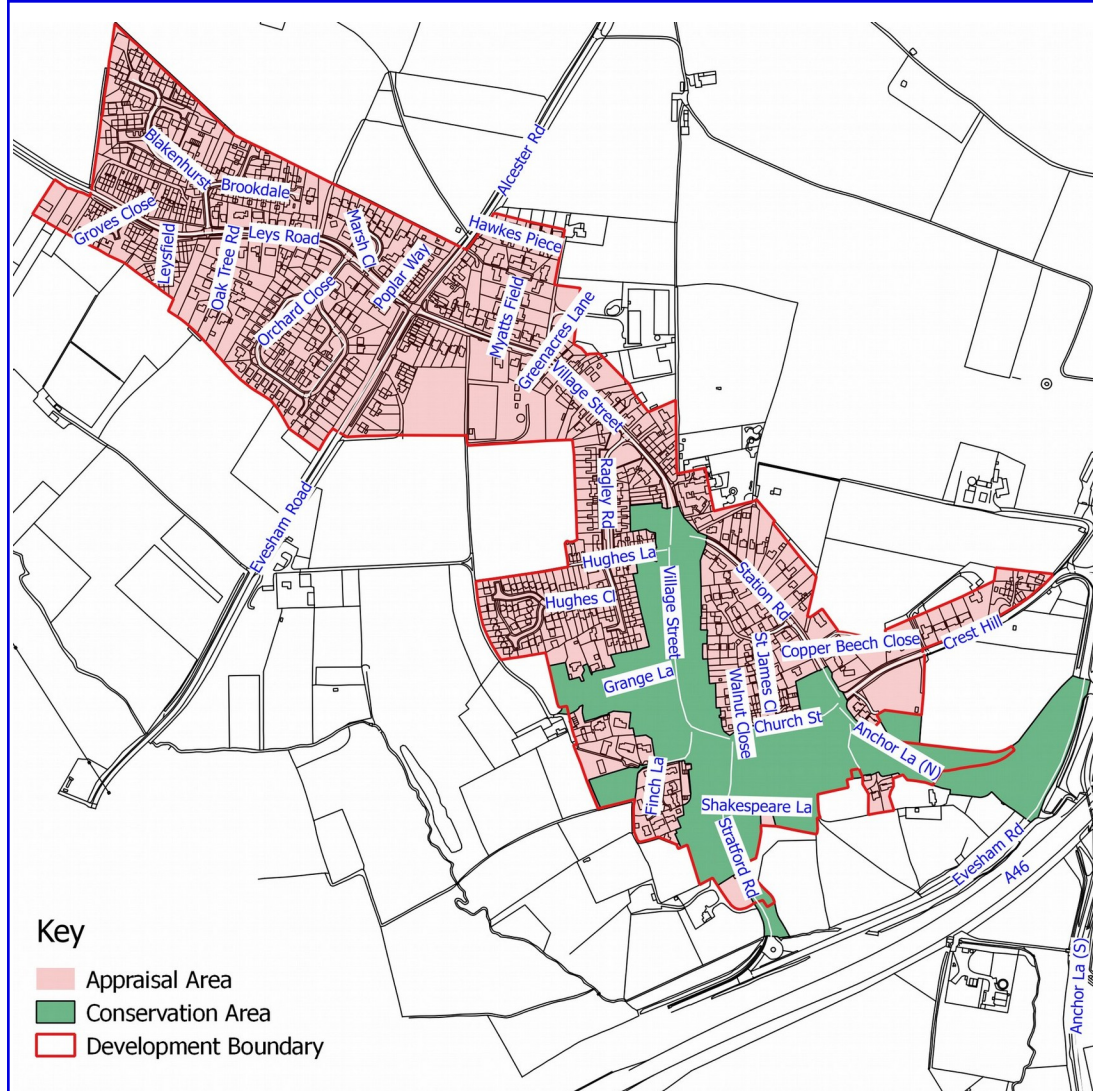 Alcester Rd
Blakenhurst
Brookdale
Hawkes Piece
Groves Close
Leysfield
Oak Tree Rd
Leys Road
Marsh Cl
Poplar Way
Orchard Close
Myatts Field
Greenacres Lane
Village Street
Evesham Road
Ragley Rd
Hughes La
Hughes Cl
Village Street
Station Rd
Copper Beech Close
Crest Hill
Grange La
St James Cl
Walnut Close
Church St
Anchor La (N)
Finch La
Shakespeare La
Stratford Rd
Evesham Rd
A46
Anchor La (S)
Key
Appraisal Area
Conservation Area
Development Boundary